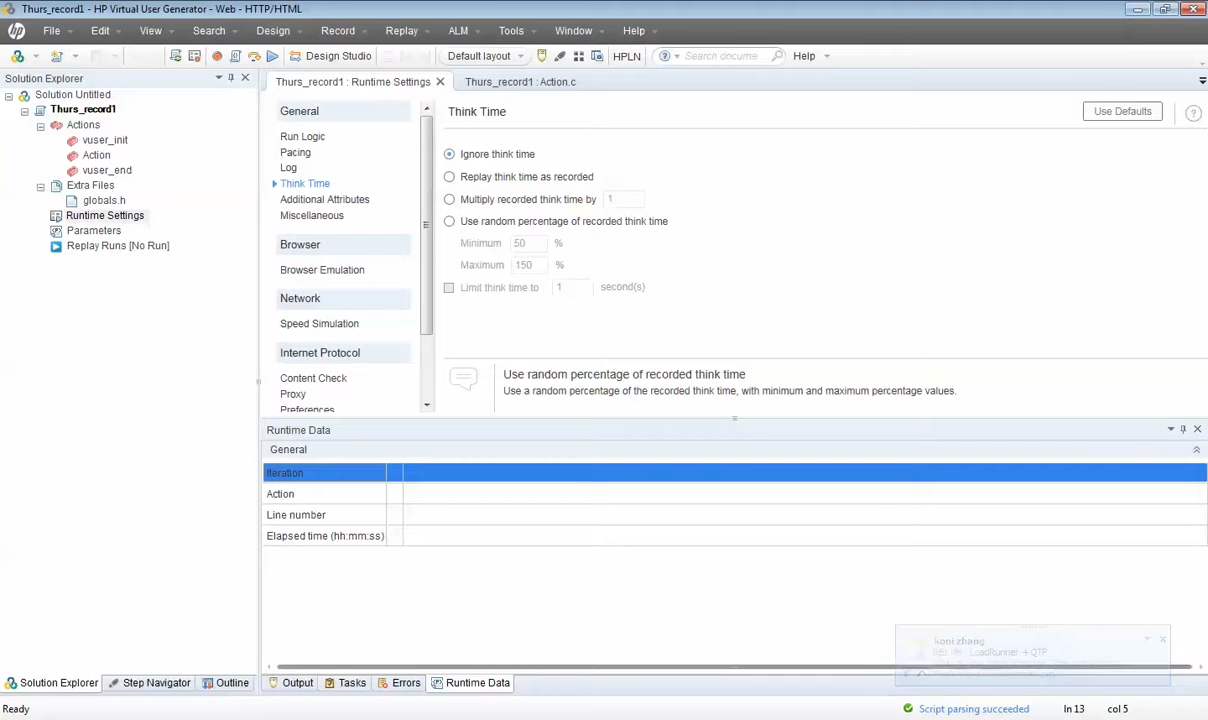 Thurs_record1 - HP Virtual User Generator - Web - HTTP/HTML
File Edit View Search Design Record Replay ALM Tools Window Help
Design Studio Default layout HPLN Search docume Help
Solution Explorer
Solution Untitled
Thurs_record1
Actions
vuser_init
Action
vuser_end
Extra Files
globals.h
Runtime Settings
Parameters
Replay Runs [No Run]
Thurs_record1 : Runtime Settings
Thurs_record1 : Action.c
General
Run Logic
Pacing
Log
Think Time
Additional Attributes
Miscellaneous
Browser
Browser Emulation
Network
Speed Simulation
Internet Protocol
Content Check
Proxy
Preferences
Think Time
Use Defaults
Ignore think time
Replay think time as recorded
Multiply recorded think time by 1
Use random percentage of recorded think time
Minimum 50 %
Maximum 150 %
Limit think time to 1 second(s)
Use random percentage of recorded think time
Use a random percentage of the recorded think time, with minimum and maximum percentage values.
Runtime Data
General
Iteration
Action
Line number
Elapsed time (hh:mm:ss)
koni zhang
LoadRunner + QTP
Solution Explorer Step Navigator Outline
Output Tasks Errors Runtime Data
Ready
Script parsing succeeded
ln 13 col 5